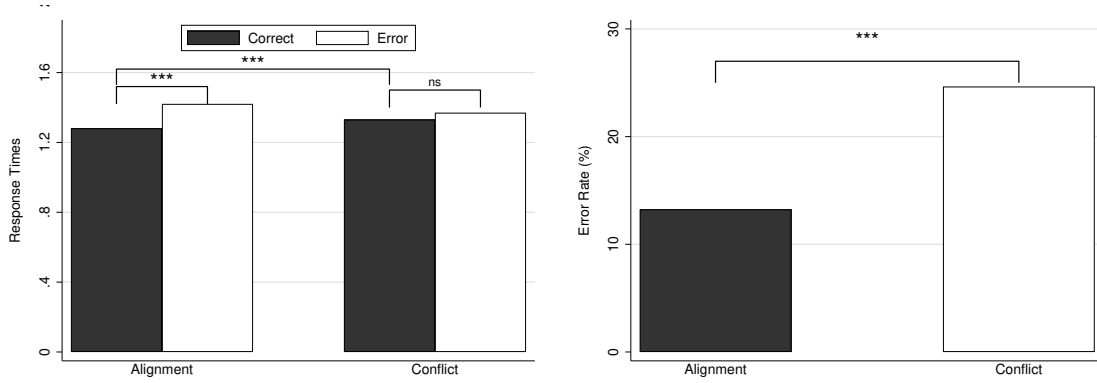 Correct Error
***
***
ns
Response Times
1.6
1.2
.8
.4
0
Alignment Conflict
***
Error Rate (%)
30
20
10
0
Alignment Conflict